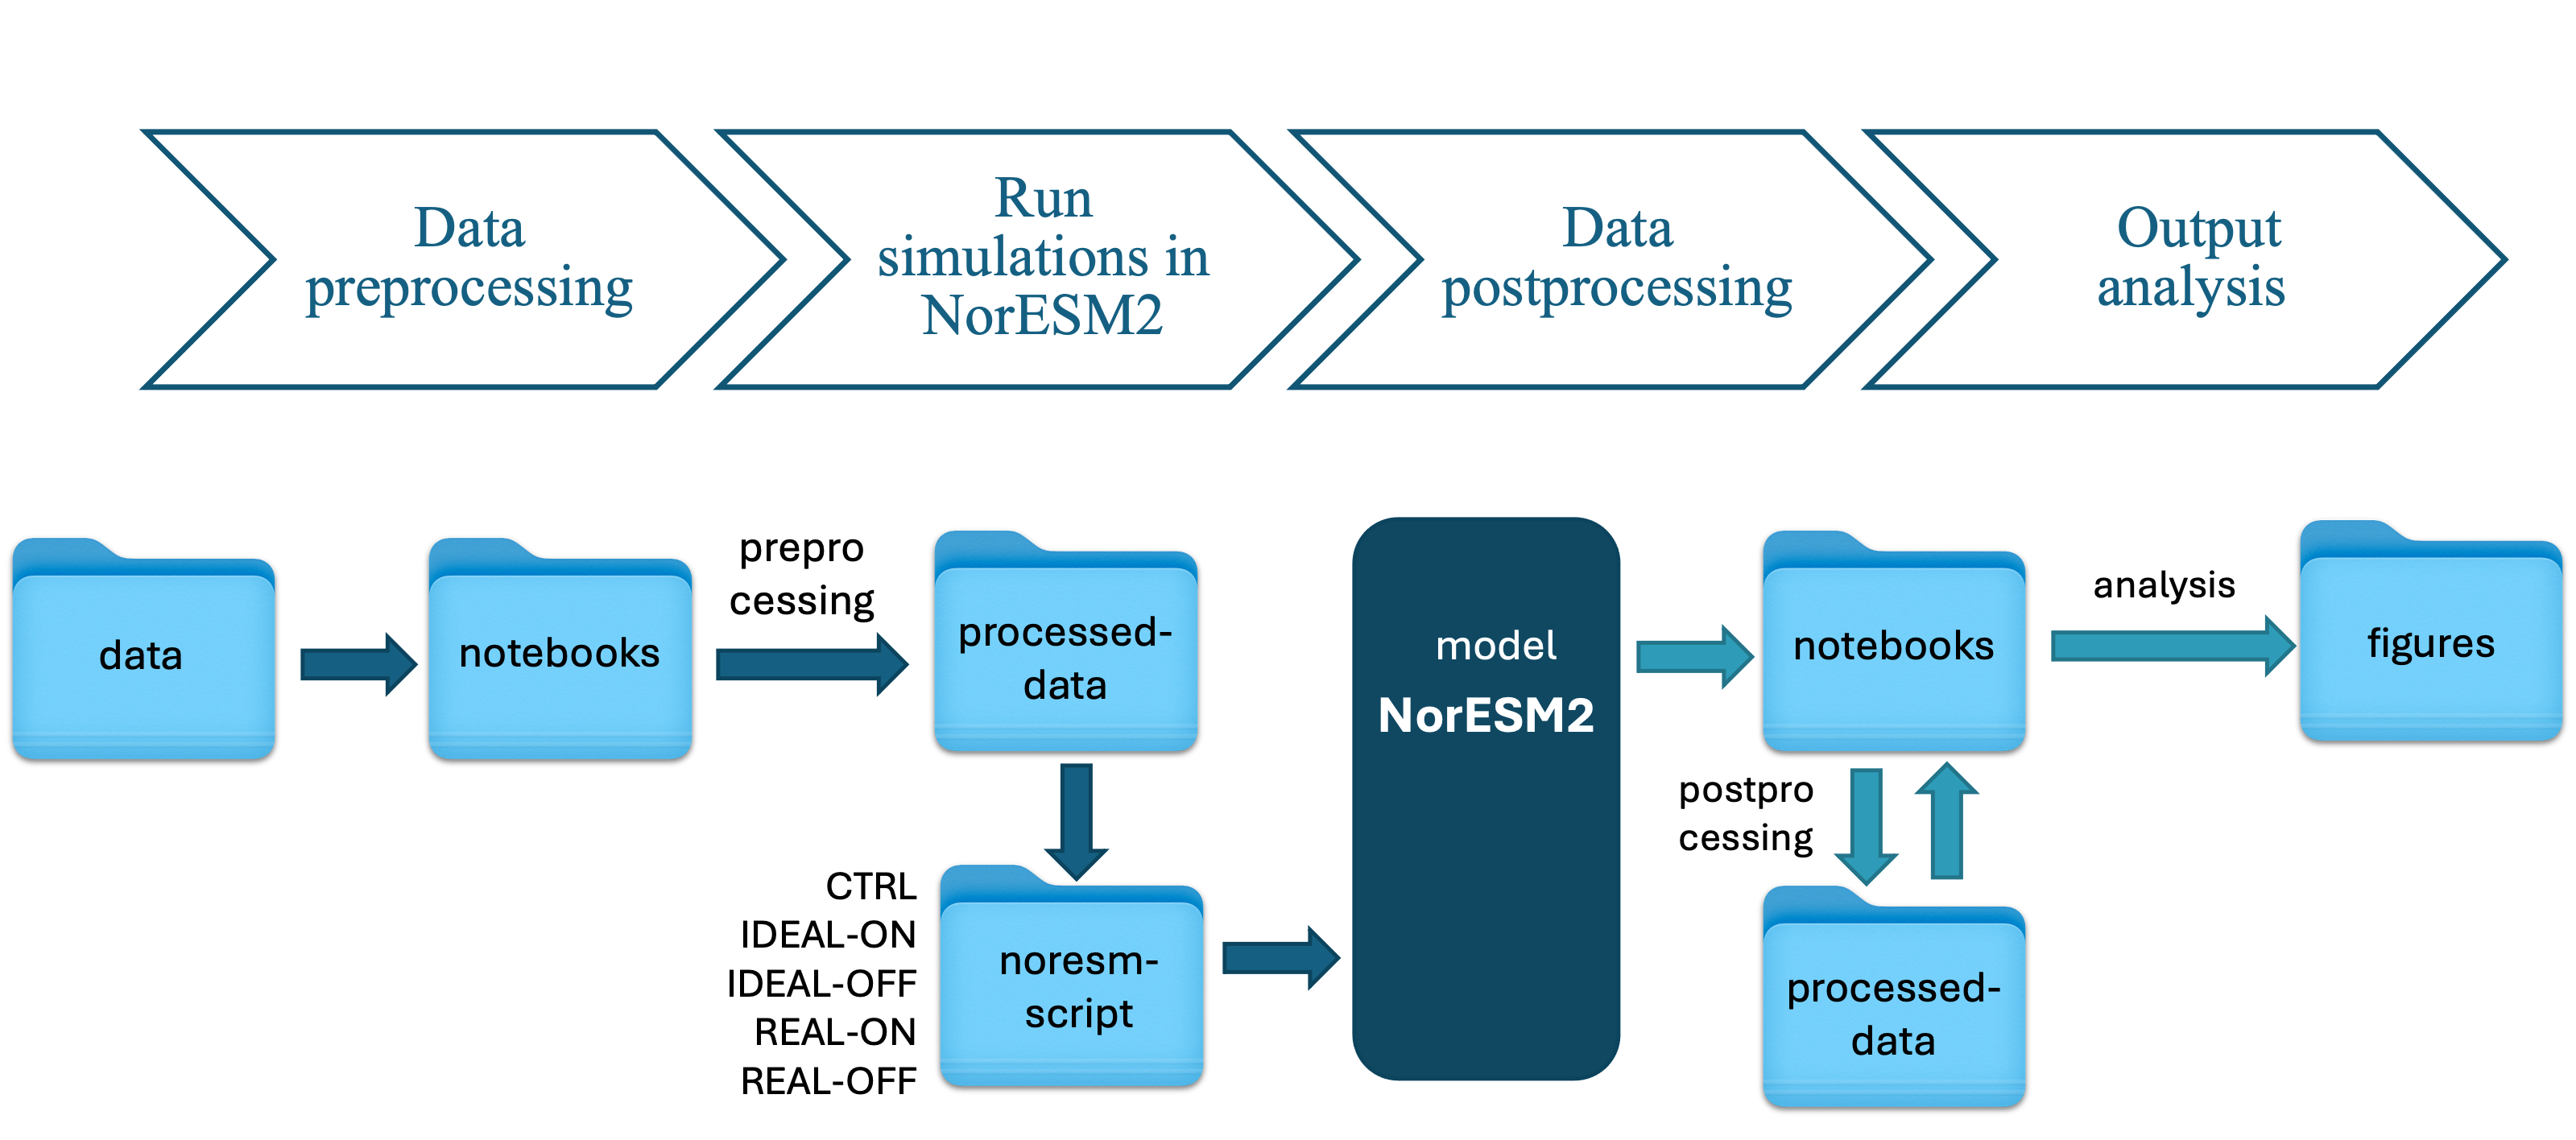 Data
preprocessing
Run
simulations in
NorESM2
Data
postprocessing
Output
analysis
data
notebooks
prepro
cessing
processed-
data
CTRL
IDEAL-ON
IDEAL-OFF
REAL-ON
REAL-OFF
noresm-
script
model
NorESM2
notebooks
postpro
cessing
processed-
data
analysis
figures